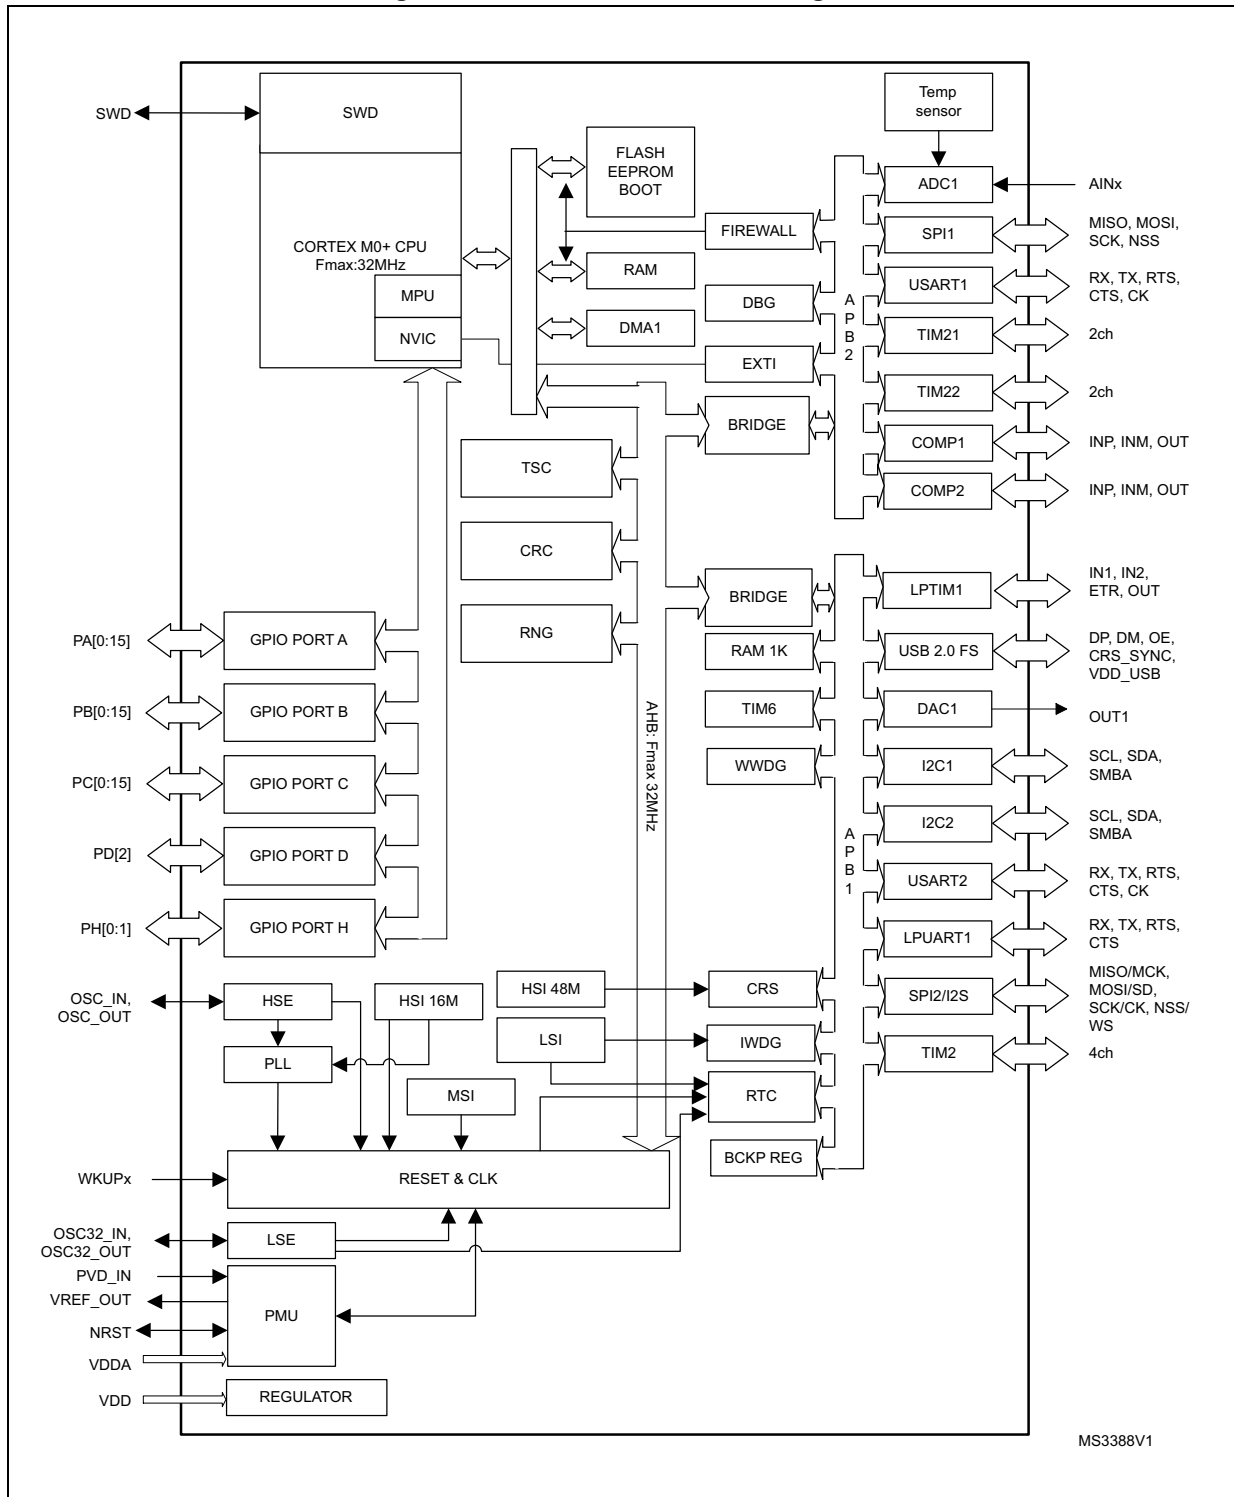 SWD
SWD
Temp
sensor
FLASH
EEPROM
BOOT
ADC1
AINx
FIREWALL
SPI1
MISO, MOSI,
SCK, NSS
CORTEX M0+ CPU
Fmax:32MHz
RAM
USART1
RX, TX, RTS,
CTS, CK
MPU
DBG
A
P
B
2
NVIC
DMA1
TIM21
2ch
EXTI
TIM22
2ch
BRIDGE
COMP1
INP, INM, OUT
TSC
COMP2
INP, INM, OUT
CRC
BRIDGE
LPTIM1
IN1, IN2,
ETR, OUT
PA[0:15]
GPIO PORT A
RNG
RAM 1K
USB 2.0 FS
DP, DM, OE,
CRS_SYNC,
VDD_USB
PB[0:15]
GPIO PORT B
AHB: Fmax 32MHz
TIM6
DAC1
OUT1
PC[0:15]
GPIO PORT C
WWDG
I2C1
SCL, SDA,
SMBA
PD[2]
GPIO PORT D
A
P
B
1
I2C2
SCL, SDA,
SMBA
USART2
RX, TX, RTS,
CTS, CK
PH[0:1]
GPIO PORT H
LPUART1
RX, TX, RTS,
CTS
OSC_IN,
OSC_OUT
HSE
HSI 16M
HSI 48M
CRS
SPI2/I2S
MISO/MCK,
MOSI/SD,
SCK/CK, NSS/
WS
PLL
LSI
IWDG
TIM2
4ch
MSI
RTC
WKUPx
RESET & CLK
BCKP REG
OSC32_IN,
OSC32_OUT
LSE
PVD_IN
VREF_OUT
PMU
NRST
VDDA
VDD
REGULATOR
MS3388V1